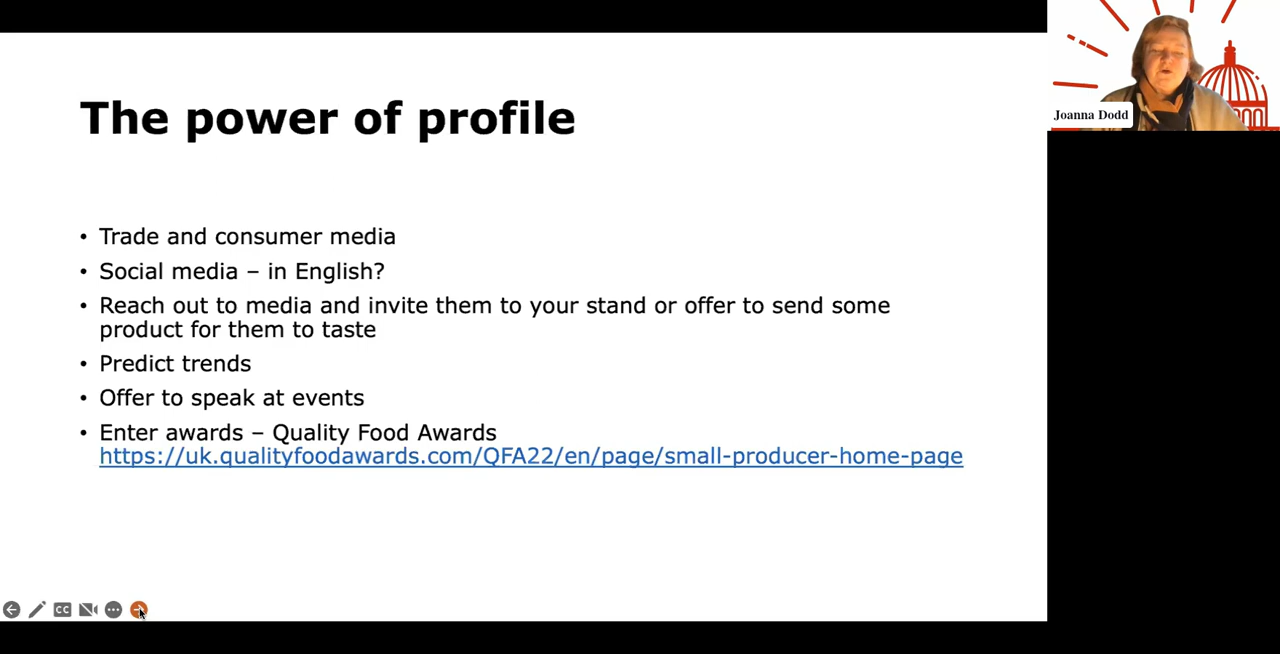 The power of profile
• Trade and consumer media
• Social media – in English?
• Reach out to media and invite them to your stand or offer to send some
product for them to taste
• Predict trends
• Offer to speak at events
• Enter awards – Quality Food Awards
https://uk.qualityfoodawards.com/QFA22/en/page/small-producer-home-page
Joanna Dodd
CC